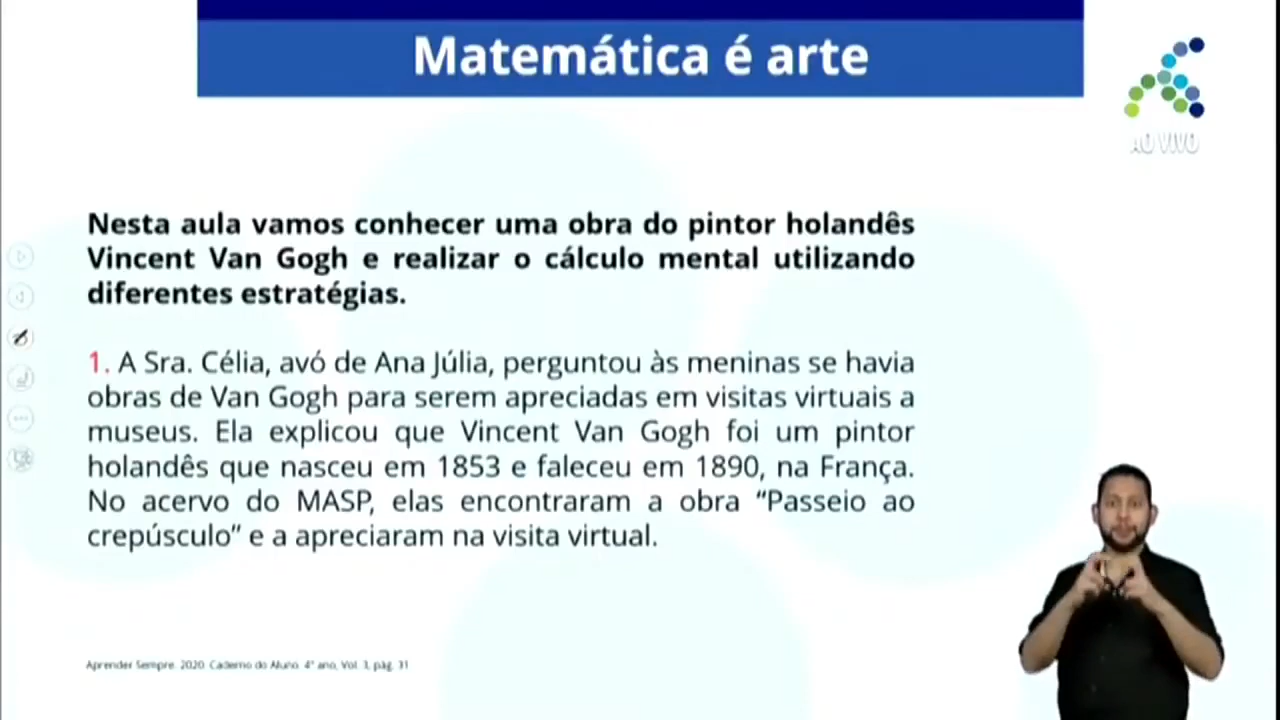 Matemática é arte
AO VIVO
Nesta aula vamos conhecer uma obra do pintor holandês
Vincent Van Gogh e realizar o cálculo mental utilizando
diferentes estratégias.
1. A Sra. Célia, avó de Ana Júlia, perguntou às meninas se havia
obras de Van Gogh para serem apreciadas em visitas virtuais a
museus. Ela explicou que Vincent Van Gogh foi um pintor
holandês que nasceu em 1853 e faleceu em 1890, na França.
No acervo do MASP, elas encontraram a obra “Passeio ao
crepúsculo” e a apreciaram na visita virtual.
Aprender Sempre. 2020. Caderno do Aluno. 4° ano, Vol. 3, pág. 31